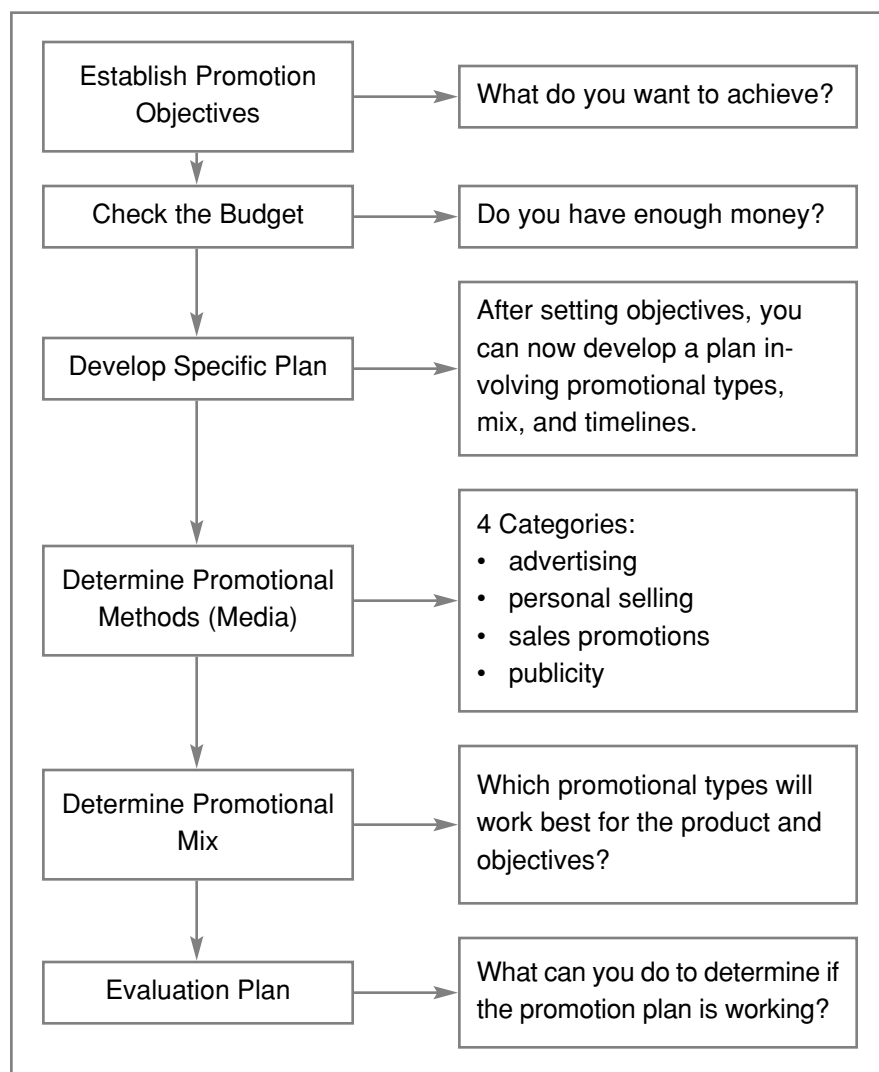 Establish Promotion
Objectives
What do you want to achieve?
Check the Budget
Do you have enough money?
Develop Specific Plan
After setting objectives, you
can now develop a plan in-
volving promotional types,
mix, and timelines.
Determine Promotional
Methods (Media)
4 Categories:
• advertising
• personal selling
• sales promotions
• publicity
Determine Promotional
Mix
Which promotional types will
work best for the product and
objectives?
Evaluation Plan
What can you do to determine if
the promotion plan is working?